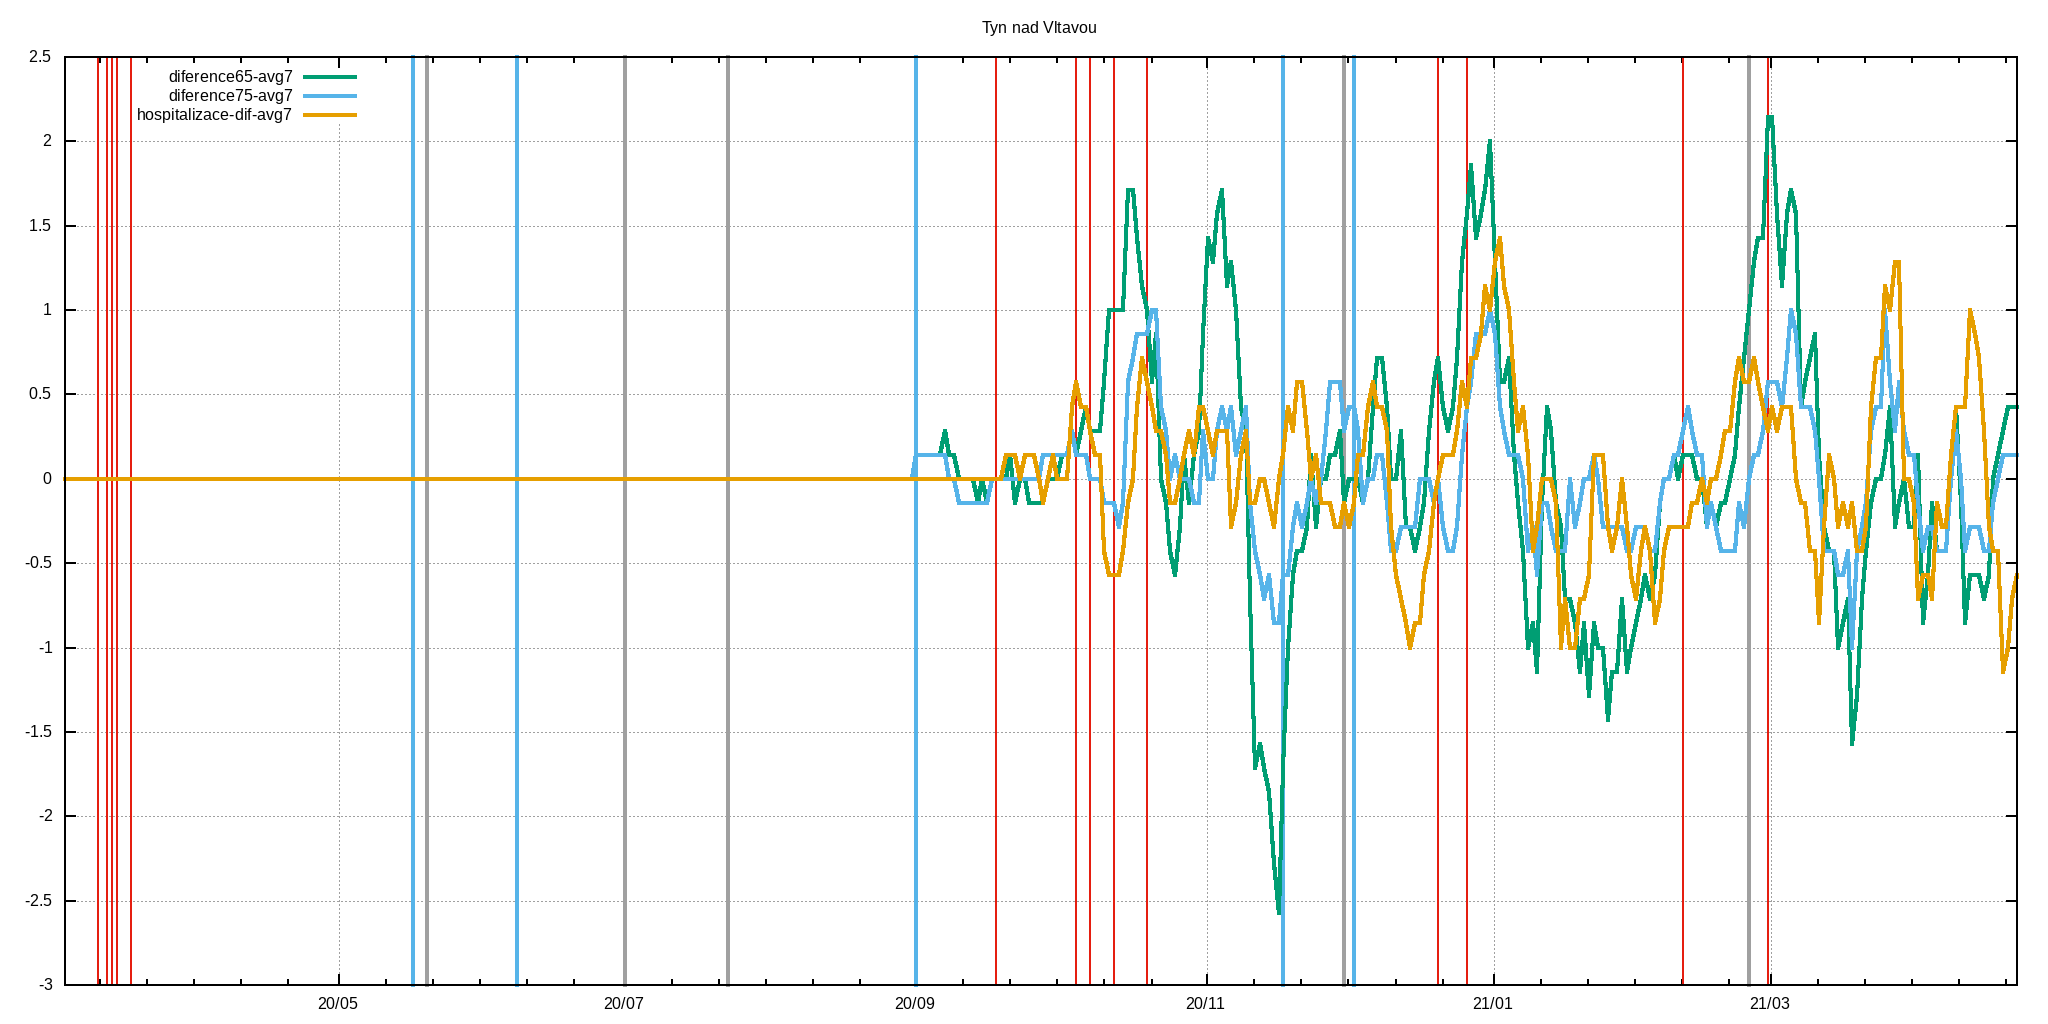 Tyn nad Vltavou
2.5
2
1.5
1
0.5
0
-0.5
-1
-1.5
-2
-2.5
-3
diference65-avg7
diference75-avg7
hospitalizace-dif-avg7
20/05 20/07 20/09 20/11 21/01 21/03